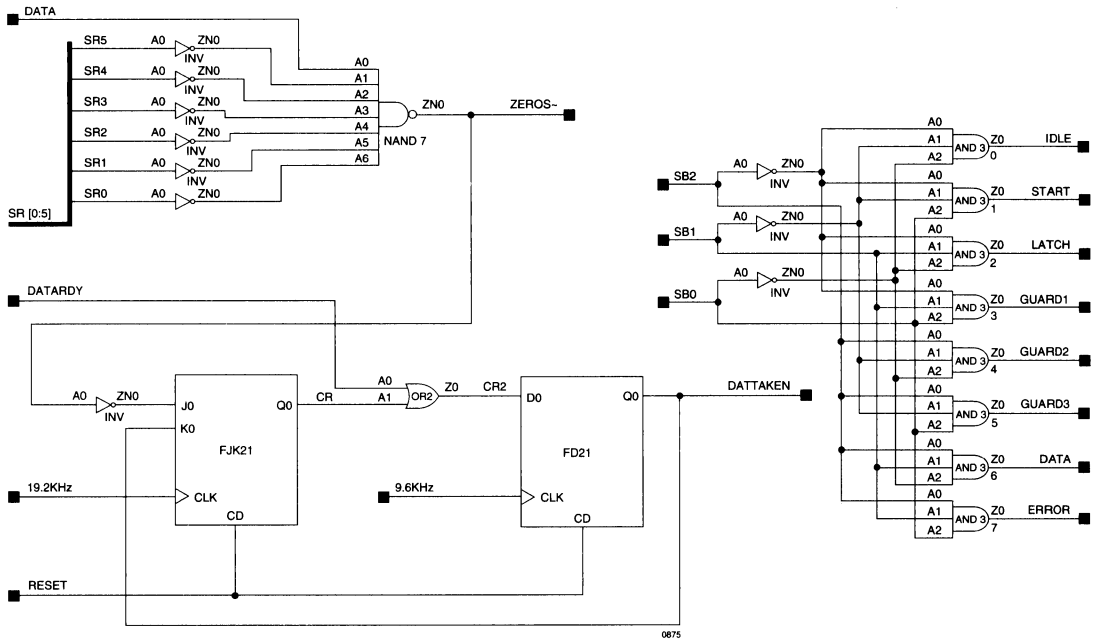 DATA
SR5 A0 ZN0
INV
SR4 A0 ZN0
INV
SR3 A0 ZN0
INV
SR2 A0 ZN0
INV
SR1 A0 ZN0
INV
SR0 A0 ZN0
SR [0:5]
A0
A1
A2
A3
A4
A5
A6
NAND 7
ZN0
ZEROS~
DATARDY
A0 ZN0
INV
J0
K0
Q0
FJK21
CLK
CD
19.2KHz
RESET
CR
A0
A1
OR2
Z0
CR2
9.6KHz
D0
Q0
FD21
CLK
CD
DATTAKEN
SB2
A0 ZN0
INV
SB1
A0 ZN0
INV
SB0
A0 ZN0
INV
A0
A1
A2
AND 3
Z0
0
IDLE
A0
A1
A2
AND 3
Z0
1
START
A0
A1
A2
AND 3
Z0
2
LATCH
A0
A1
A2
AND 3
Z0
3
GUARD1
A0
A1
A2
AND 3
Z0
4
GUARD2
A0
A1
A2
AND 3
Z0
5
GUARD3
A0
A1
A2
AND 3
Z0
6
DATA
A0
A1
A2
AND 3
Z0
7
ERROR
0875